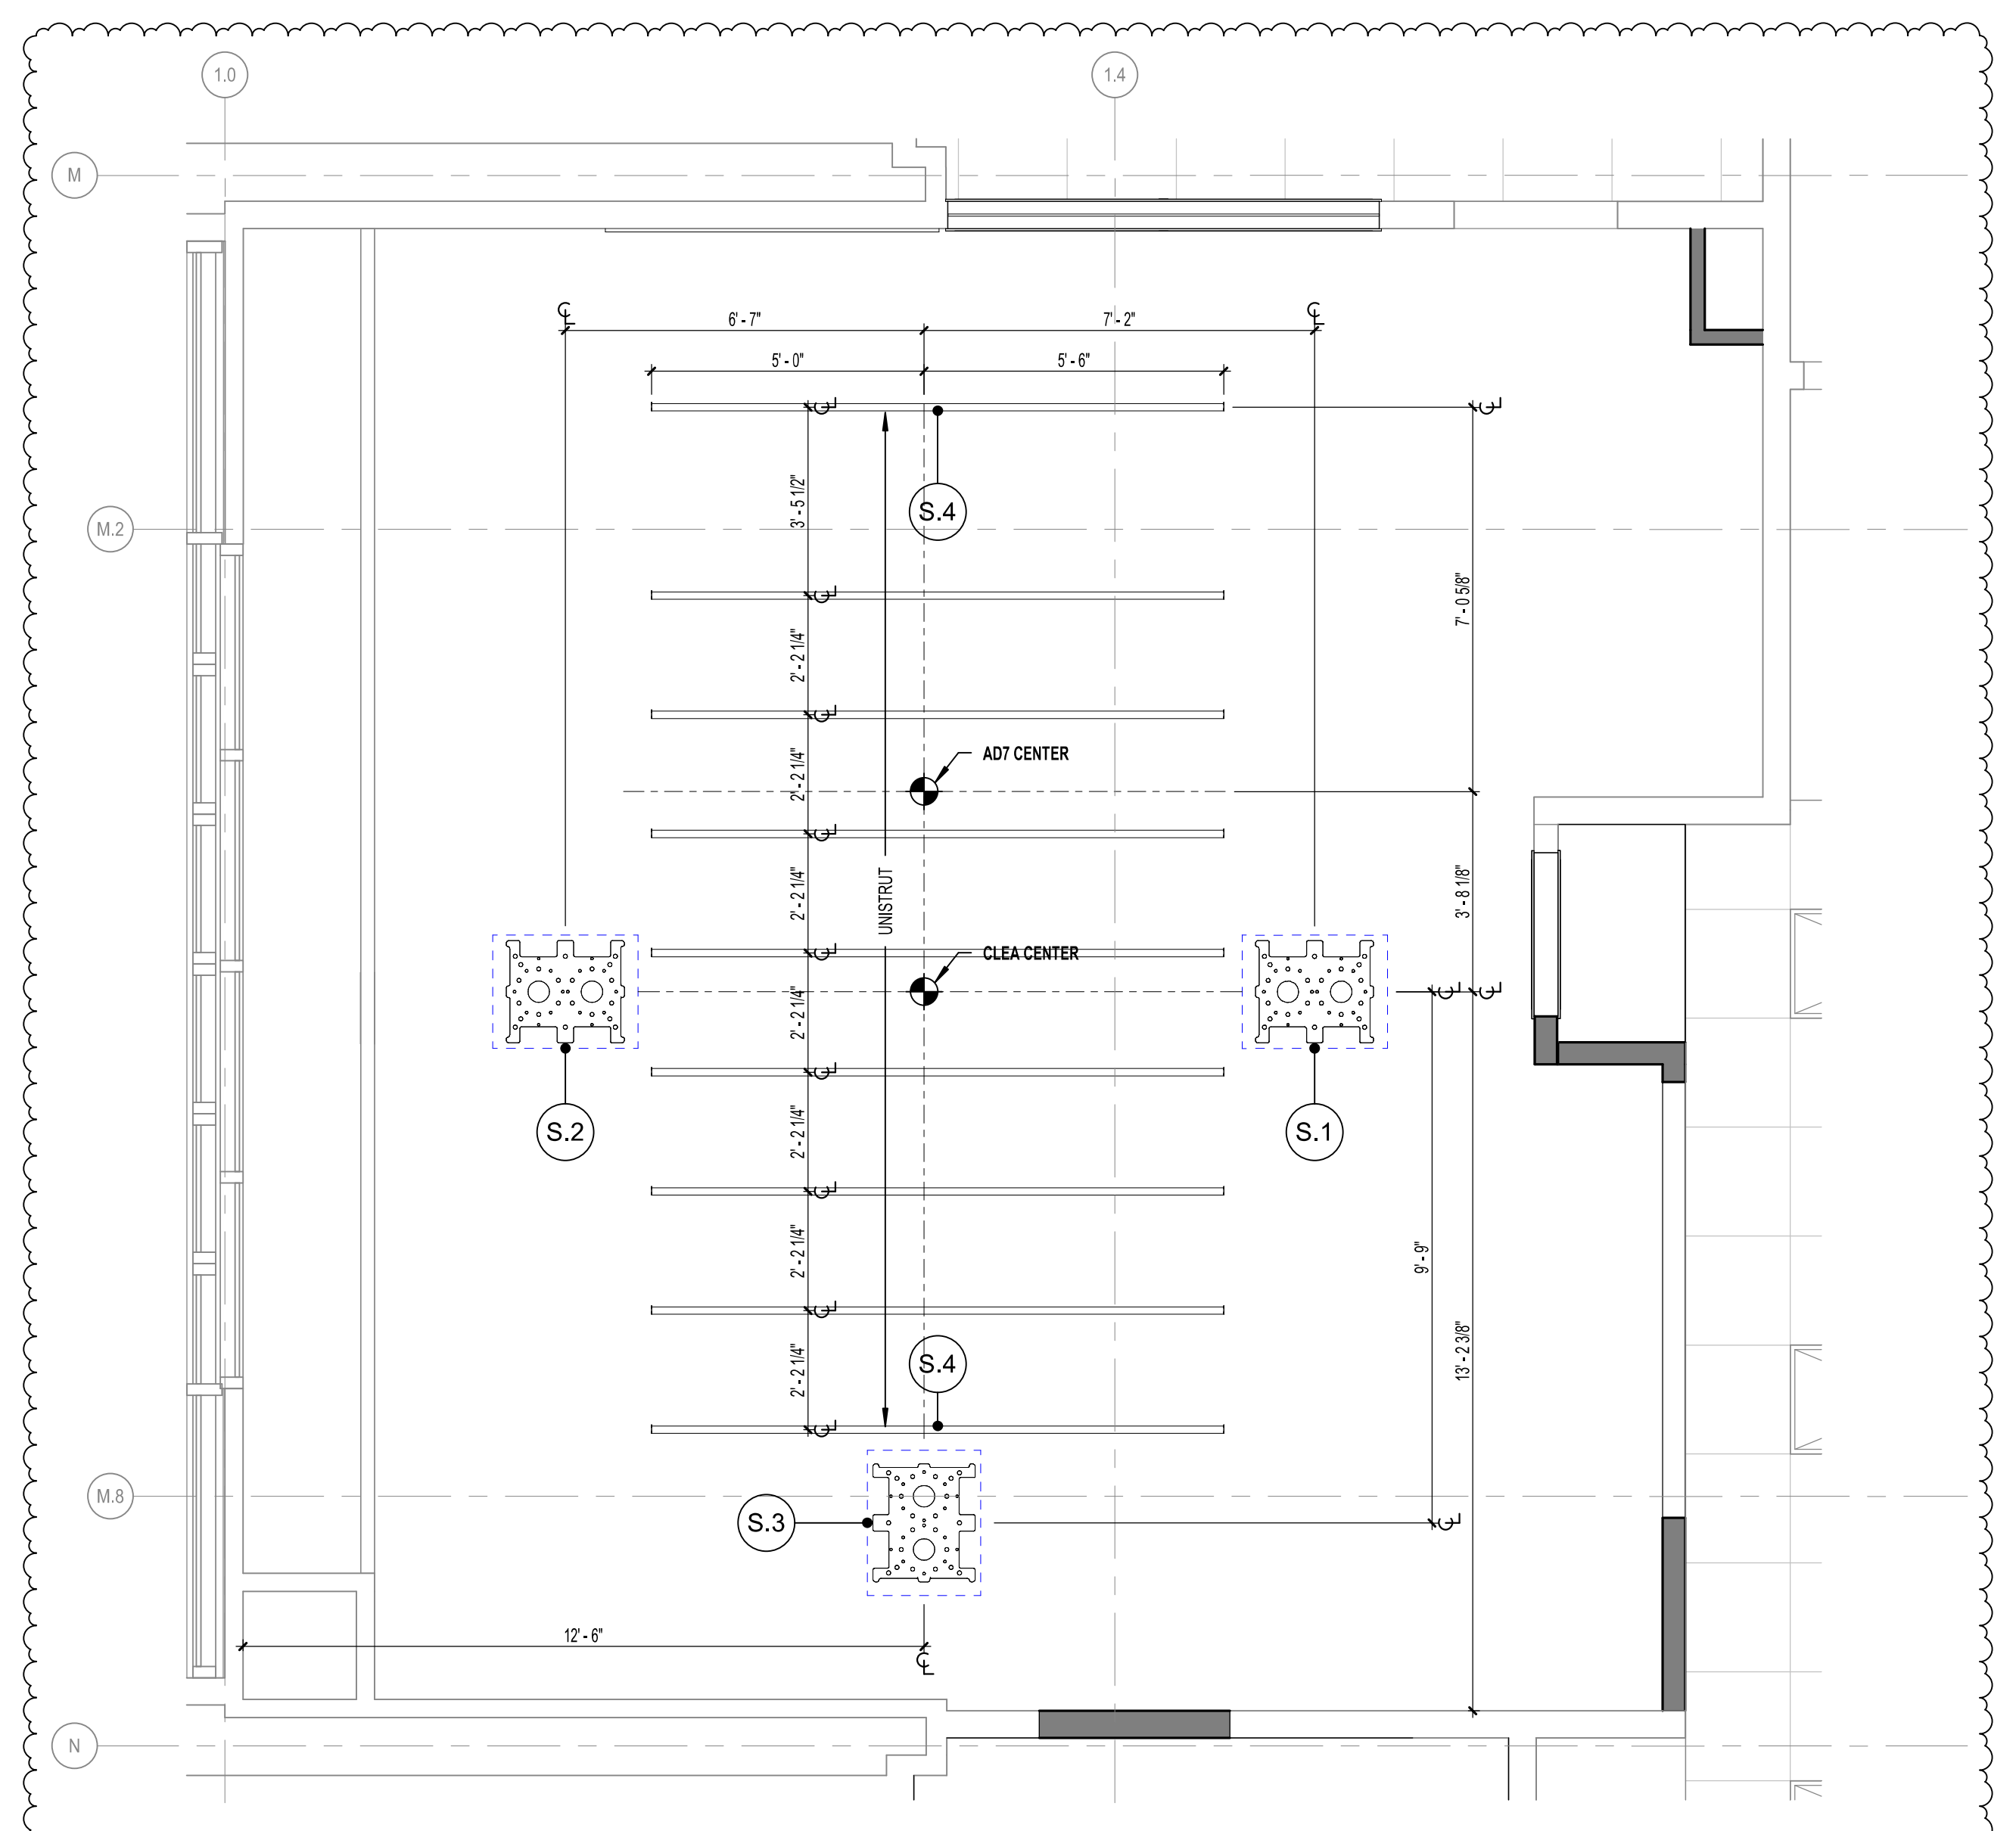 1.0
1.4
M
℄
℄
6' - 7"
7' - 2"
5' - 0"
5' - 6"
℄
℄
3' - 5 1/2"
S.4
M.2
7' - 0 5/8"
℄
2' - 2 1/4"
℄
AD7 CENTER
2' - 2 1/4"
℄
2' - 2 1/4"
UNISTRUT
3' - 8 1/8"
℄
CLEA CENTER
℄
℄
2' - 2 1/4"
℄
S.2
S.1
2' - 2 1/4"
℄
2' - 2 1/4"
9' - 9"
℄
S.4
13' - 2 3/8"
2' - 2 1/4"
℄
M.8
S.3
℄
12' - 6"
℄
N